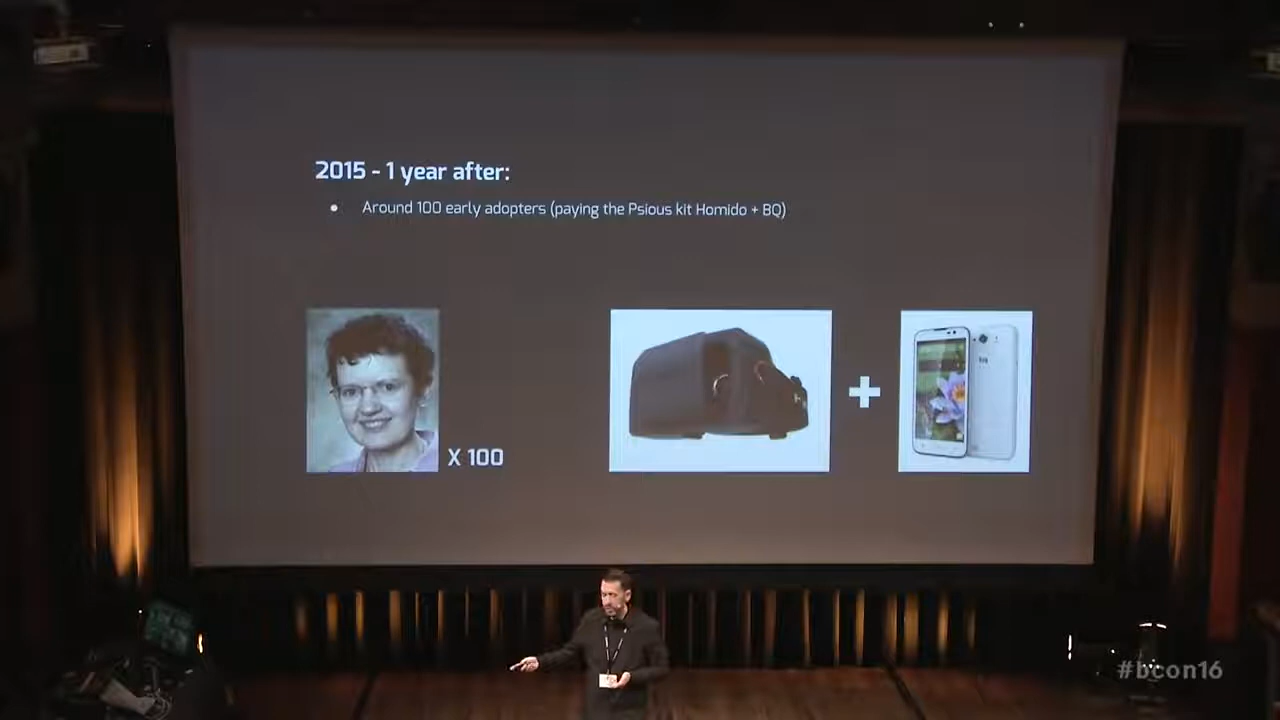 2015 - 1 year after:
• Around 100 early adopters (paying the Psious kit Homido + BQ)
X 100
+
#bcon16